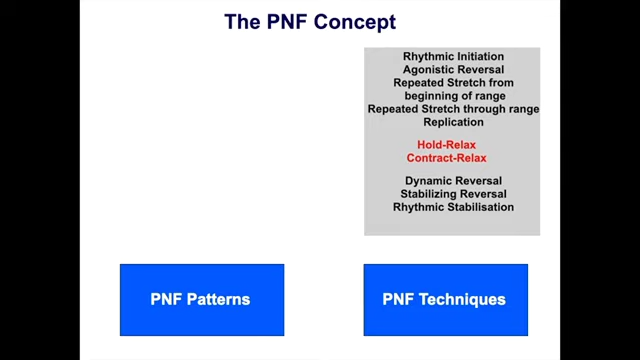 The PNF Concept
Rhythmic Initiation
Agonistic Reversal
Repeated Stretch from
beginning of range
Repeated Stretch through range
Replication
Hold-Relax
Contract-Relax
Dynamic Reversal
Stabilizing Reversal
Rhythmic Stabilisation
PNF Patterns
PNF Techniques